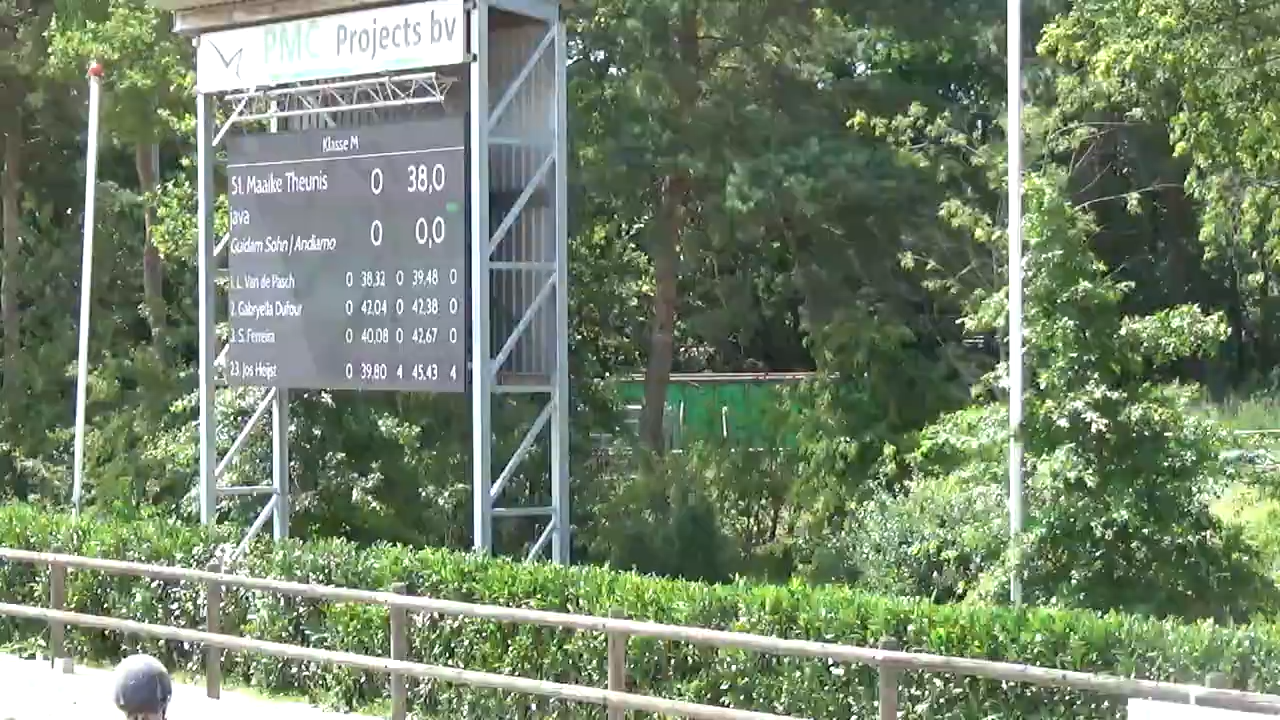 PMC Projects bv
Klasse M
51. Maaike Theunis 0 38,0
Java
Guidam Sohn / Andiamo 0 0,0
1. L. Van de Pasch 0 38,32 0 39,48 0
2. Gabryella Dufour 0 42,04 0 42,38 0
3. S. Ferreira 0 40,08 0 42,67 0
23. Jos Heijst 0 39,80 4 45,43 4